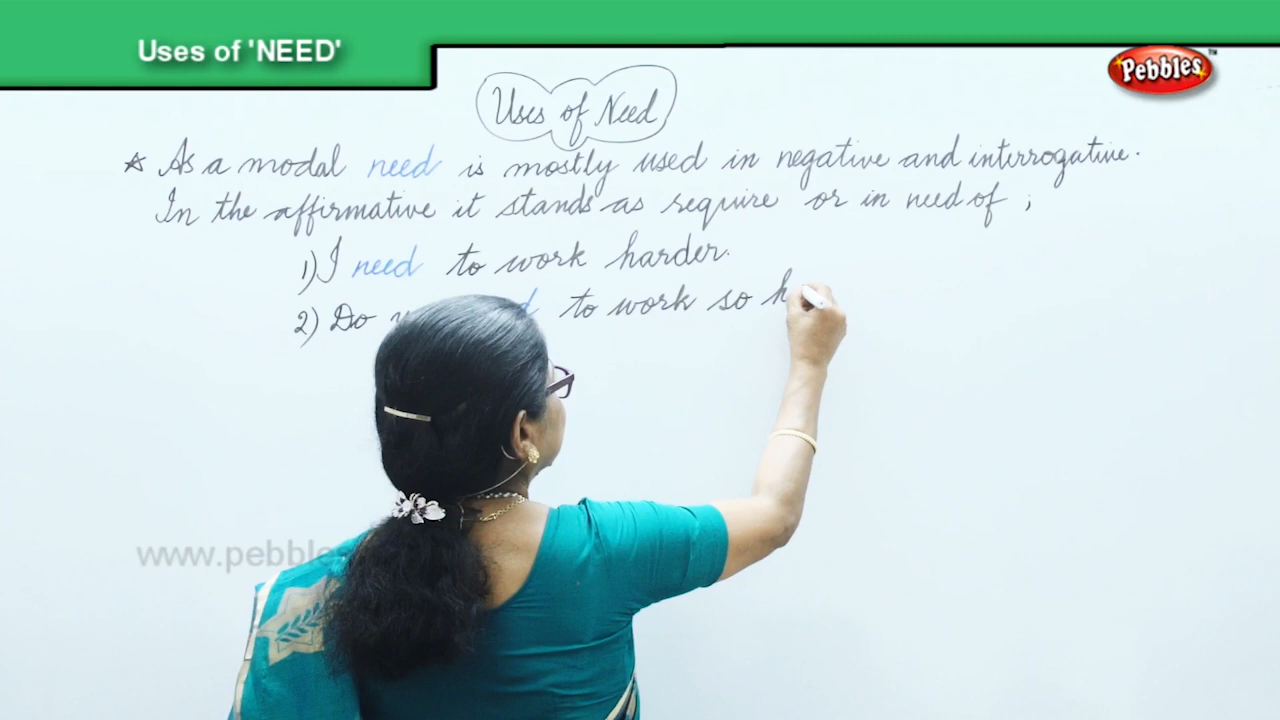 Uses of 'NEED'
Pebbles™
Uses of Need
☆ As a modal need is mostly used in negative and interrogative.
In the affirmative it stands as require or in need of ;
1) I need to work harder.
2) Do to work so h
www.pebbles